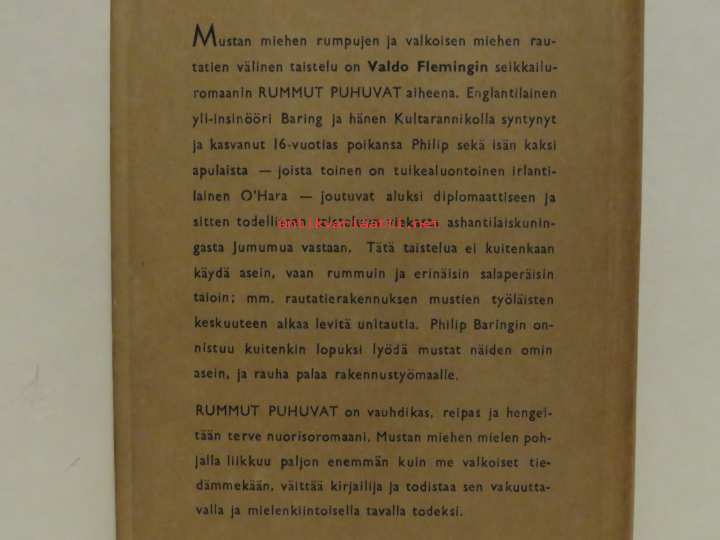 Mustan miehen rumpujen ja valkoisen miehen rau-
tatien välinen taistelu on Valdo Flemingin seikkailu-
romaanin RUMMUT PUHUVAT aiheena. Englantilainen
yli-insinööri Baring ja hänen Kultarannikolla syntynyt
ja kasvanut 16-vuotias poikansa Philip sekä isän kaksi
apulaista — joista toinen on tuikealuontoinen irlanti-
lainen O'Hara — joutuvat aluksi diplomaattiseen ja
sitten ashantilaiskunin-
gasta Jumumua vastaan. Tätä taistelua ei kuitenkaan
käydä asein, vaan rummuin ja erinäisin salaperäisin
taioin; mm. rautatierakennuksen mustien työläisten
keskuuteen alkaa levitä unitautia. Philip Baringin on-
nistuu kuitenkin lopuksi lyödä mustat näiden omin
asein, ja rauha palaa rakennustyömaalle.
RUMMUT PUHUVAT on vauhdikas, reipas ja hengel-
tään terve nuorisoromaani. Mustan miehen mielen poh-
jalla liikkuu paljon enemmän kuin me valkoiset tie-
dämmekään, väittää kirjailija ja todistaa sen vakuutta-
valla ja mielenkiintoisella tavalla todeksi.